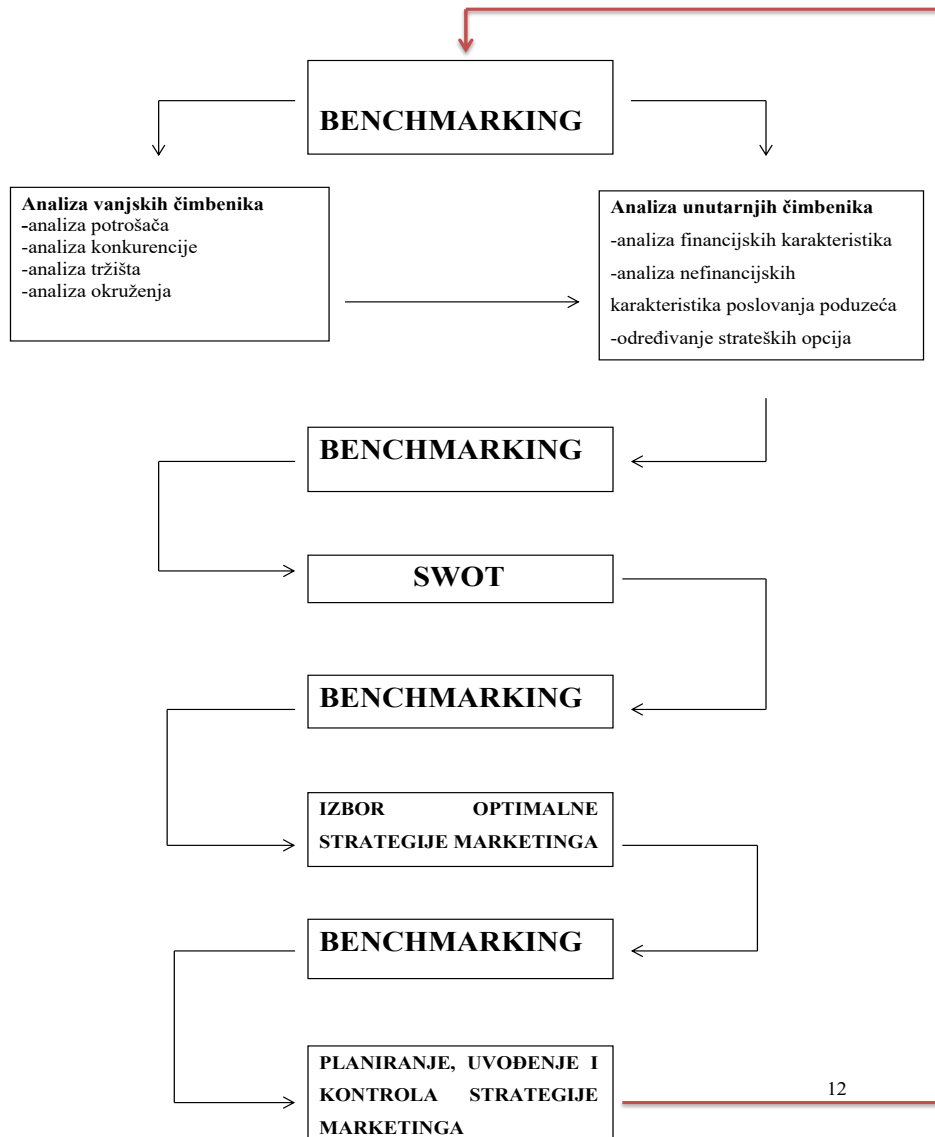 BENCHMARKING
Analiza vanjskih čimbenika
-analiza potrošača
-analiza konkurencije
-analiza tržišta
-analiza okruženja
Analiza unutarnjih čimbenika
-analiza financijskih karakteristika
-analiza nefinancijskih
karakteristika poslovanja poduzeća
-određivanje strateških opcija
BENCHMARKING
SWOT
BENCHMARKING
IZBOR OPTIMALNE
STRATEGIJE MARKETINGA
BENCHMARKING
PLANIRANJE, UVOĐENJE I
KONTROLA STRATEGIJE
MARKETINGA
12